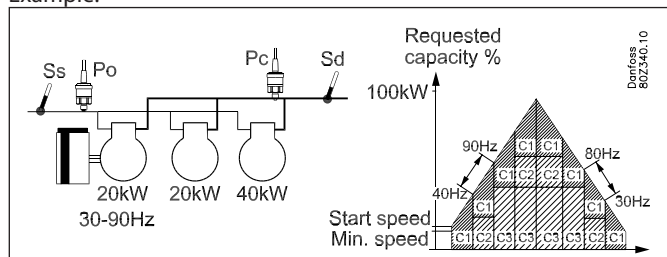 Example:
Ss Po Pc Sd
20kW 20kW 40kW
30-90Hz
Requested
capacity %
100kW
90Hz
80Hz
40Hz
30Hz
Start speed
Min. speed
C1 C1
C1 C2 C2 C1
C1 C1
C1 C2 C3 C3 C3 C3 C2 C1
Danfoss
80Z340.10